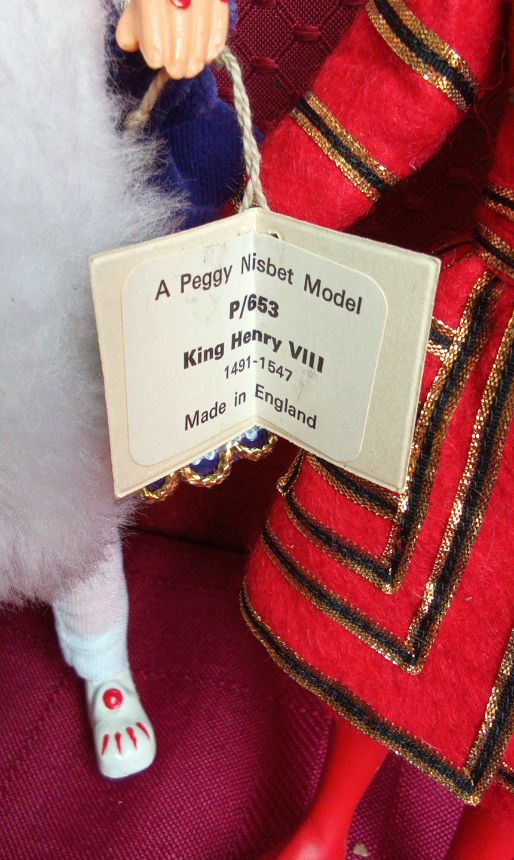 A Peggy Nisbet Model
P/653
King Henry VIII
1491-1547
Made in England